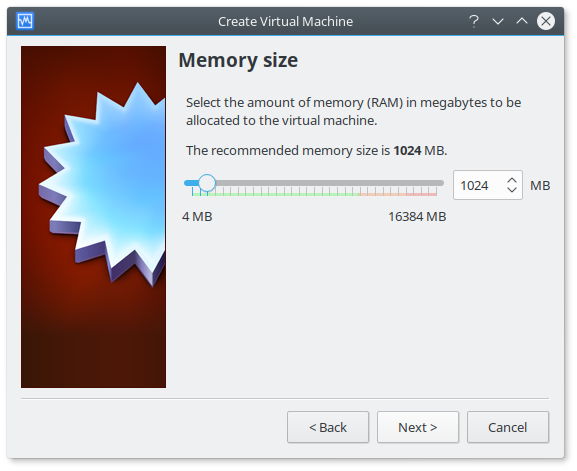 Create Virtual Machine
?
Memory size
Select the amount of memory (RAM) in megabytes to be
allocated to the virtual machine.
The recommended memory size is 1024 MB.
1024 MB
4 MB 16384 MB
< Back Next > Cancel